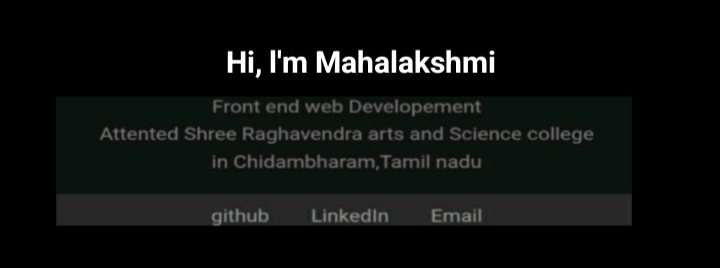 Hi, I'm Mahalakshmi
Front end web Developement
Attented Shree Raghavendra arts and Science college
in Chidambharam,Tamil nadu
github LinkedIn Email